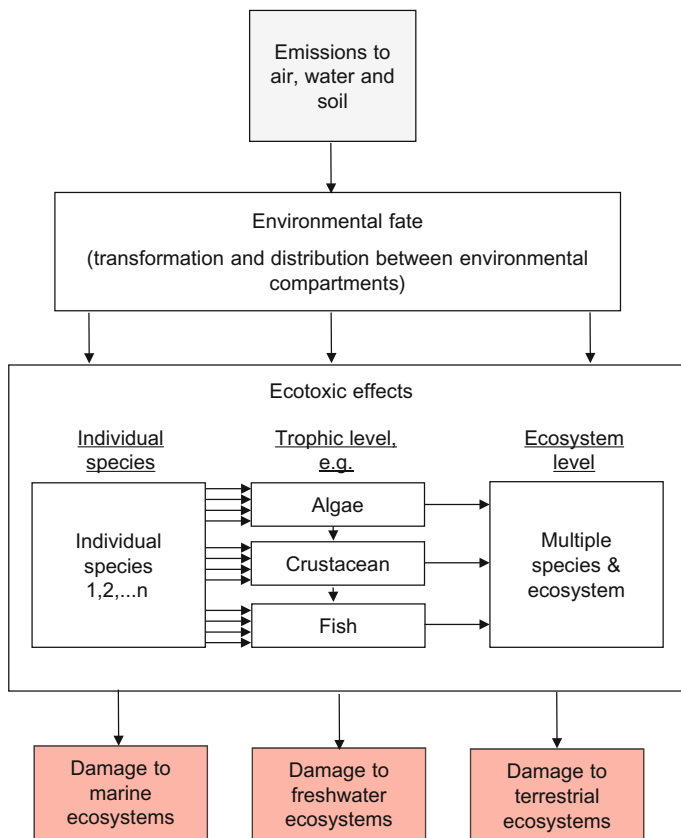 Emissions to
air, water and
soil
Environmental fate
(transformation and distribution between environmental
compartments)
Ecotoxic effects
Individual
species
Trophic level,
e.g.
Ecosystem
level
Individual
species
1,2,...n
Algae
Crustacean
Fish
Multiple
species &
ecosystem
Damage to
marine
ecosystems
Damage to
freshwater
ecosystems
Damage to
terrestrial
ecosystems